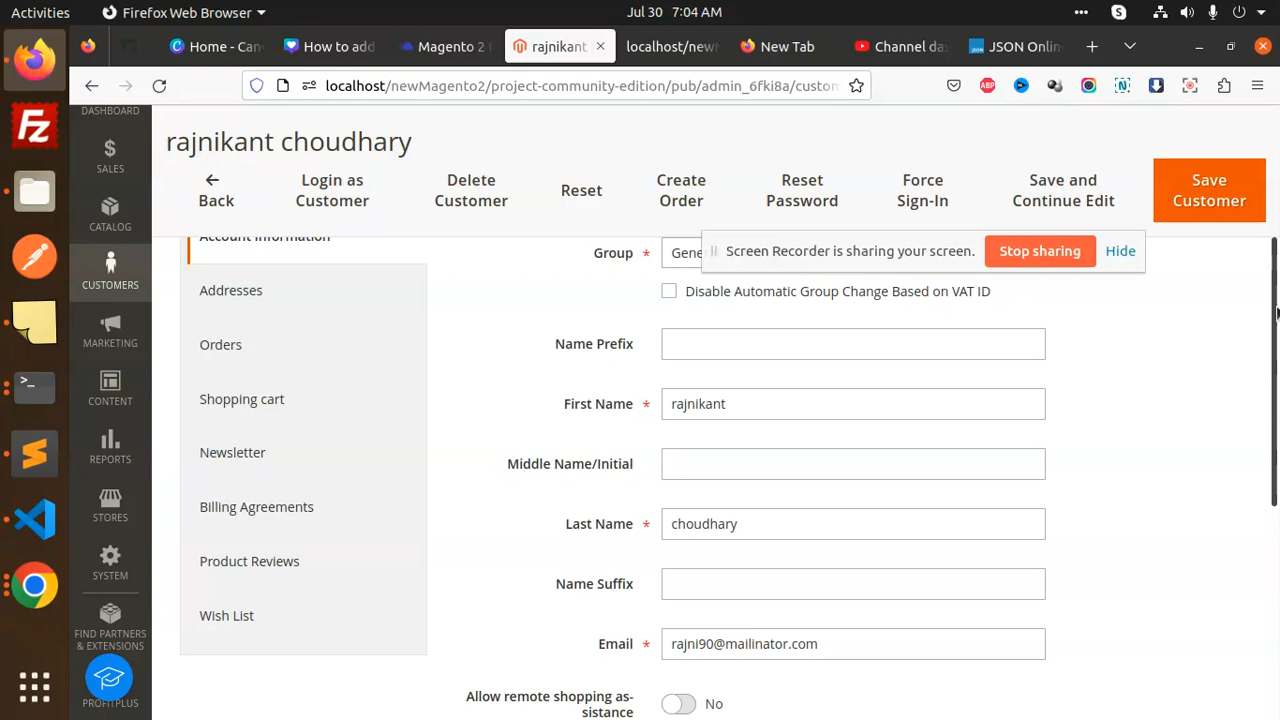 Activities
Firefox Web Browser
Jul 30 7:04 AM
Home - Can
How to add
Magento 2
rajnikant
localhost/new
New Tab
Channel da
JSON Onlin
localhost/newMagento2/project-community-edition/pub/admin_6fki8a/custom
ABP
N
Fz
DASHBOARD
SALES
CATALOG
CUSTOMERS
MARKETING
CONTENT
REPORTS
STORES
SYSTEM
FIND PARTNERS
& EXTENSIONS
PROFITPLUS
rajnikant choudhary
Back
Login as
Customer
Delete
Customer
Reset
Create
Order
Reset
Password
Force
Sign-In
Save and
Continue Edit
Save
Customer
Screen Recorder is sharing your screen.
Stop sharing
Hide
Account Information
Addresses
Orders
Shopping cart
Newsletter
Billing Agreements
Product Reviews
Wish List
Group *
Gene
Disable Automatic Group Change Based on VAT ID
Name Prefix
First Name * rajnikant
Middle Name/Initial
Last Name * choudhary
Name Suffix
Email * rajni90@mailinator.com
Allow remote shopping as-
sistance
No